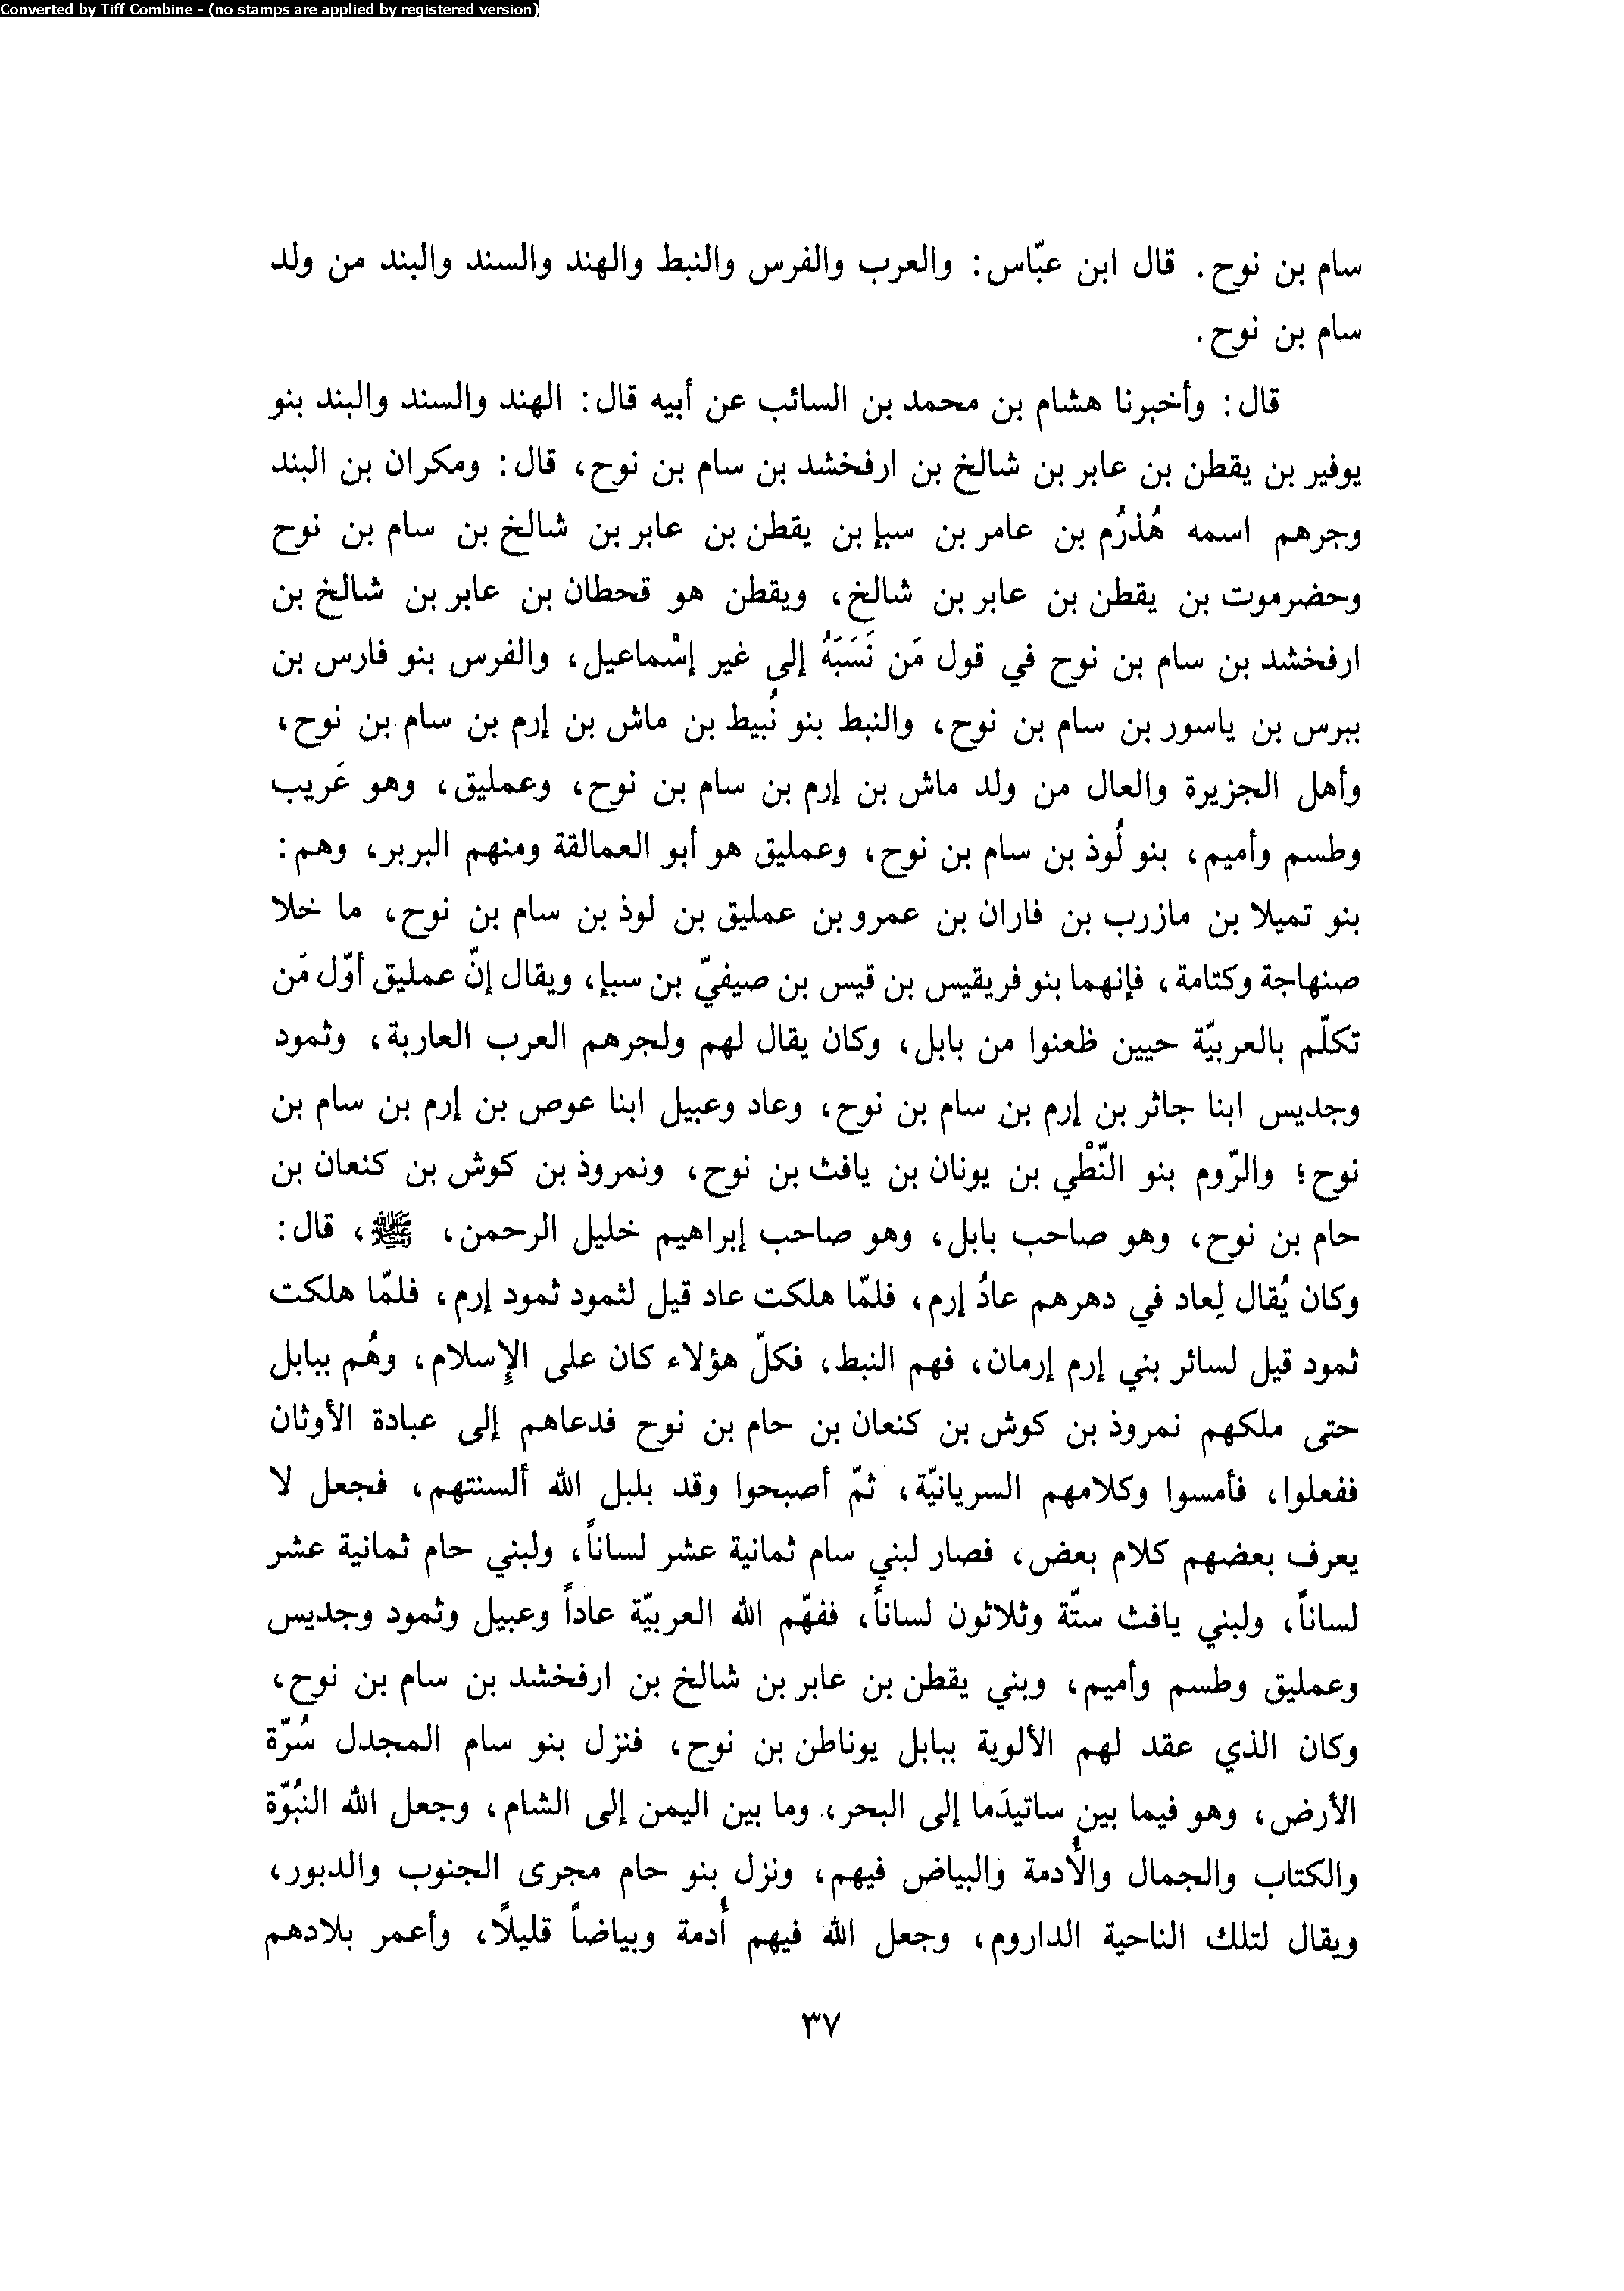 Converted by Tiff Combine - (no stamps are applied by registered version)
سام بن نوح. قال ابن عبّاس: والعرب والفرس والنبط والهند والسند والبند من ولد
سام بن نوح.
قال: وأخبرنا هشام بن محمد بن السائب عن أبيه قال: الهند والسند والبند بنو
يوفير بن يقطن بن عابر بن شالخ بن ارفخشد بن سام بن نوح، قال: ومكران بن البند
وجرهم اسمه هُذرُم بن عامر بن سبإ بن يقطن بن عابر بن شالخ بن سام بن نوح
وحضرموت بن يقطن بن عابر بن شالخ، ويقطن هو قحطان بن عابر بن شالخ بن
ارفخشد بن سام بن نوح في قول مَن نَسَبَهُ إلى غير إسْماعيل، والفرس بنو فارس بن
ببرس بن ياسور بن سام بن نوح، والنبط بنو نُبيط بن ماش بن إرم بن سام بن نوح،
وأهل الجزيرة والعال من ولد ماش بن إرم بن سام بن نوح، وعمليق، وهو عَريب
وطسم وأميم، بنو لُوذ بن سام بن نوح، وعمليق هو أبو العمالقة ومنهم البربر، وهم:
بنو تميلا بن مازرب بن فاران بن عمرو بن عمليق بن لوذ بن سام بن نوح، ما خلا
صنهاجة وكتامة، فإنهما بنو فريقيس بن قيس بن صيفيّ بن سبإ، ويقال إنّ عمليق أوّل مَن
تكلّم بالعربيّة حيين ظعنوا من بابل، وكان يقال لهم ولجرهم العرب العاربة، وثمود
وجديس ابنا جاثر بن إرم بن سام بن نوح، وعاد وعبيل ابنا عوص بن إرم بن سام بن
نوح؛ والرّوم بنو النّطْي بن يونان بن يافث بن نوح، ونمروذ بن كوش بن كنعان بن
حام بن نوح، وهو صاحب بابل، وهو صاحب إبراهيم خليل الرحمن، ﷺ، قال:
وكان يُقال لِعاد في دهرهم عادُ إرم، فلمّا هلكت عاد قيل لثمود ثمود إرم، فلمّا هلكت
ثمود قيل لسائر بني إرم إرمان، فهم النبط، فكلّ هؤلاء كان على الإسلام، وهُم ببابل
حتى ملكهم نمروذ بن كوش بن كنعان بن حام بن نوح فدعاهم إلى عبادة الأوثان
ففعلوا، فأمسوا وكلامهم السريانيّة، ثمّ أصبحوا وقد بلبل الله ألسنتهم، فجعل لا
يعرف بعضهم كلام بعض، فصار لبني سام ثمانية عشر لساناً، ولبني حام ثمانية عشر
لساناً، ولبني يافث ستّة وثلاثون لساناً، ففهّم الله العربيّة عاداً وعبيل وثمود وجديس
وعمليق وطسم وأميم، وبني يقطن بن عابر بن شالخ بن ارفخشد بن سام بن نوح،
وكان الذي عقد لهم الألوية ببابل يوناطن بن نوح، فنزل بنو سام المجدل سُرّة
الأرض، وهو فيما بين ساتيدَما إلى البحر، وما بين اليمن إلى الشام، وجعل الله النبُوّة
والكتاب والجمال والأُدمة والبياض فيهم، ونزل بنو حام مجرى الجنوب والدبور،
ويقال لتلك الناحية الداروم، وجعل الله فيهم أُدمة وبياضاً قليلًا، وأعمر بلادهم
٣٧